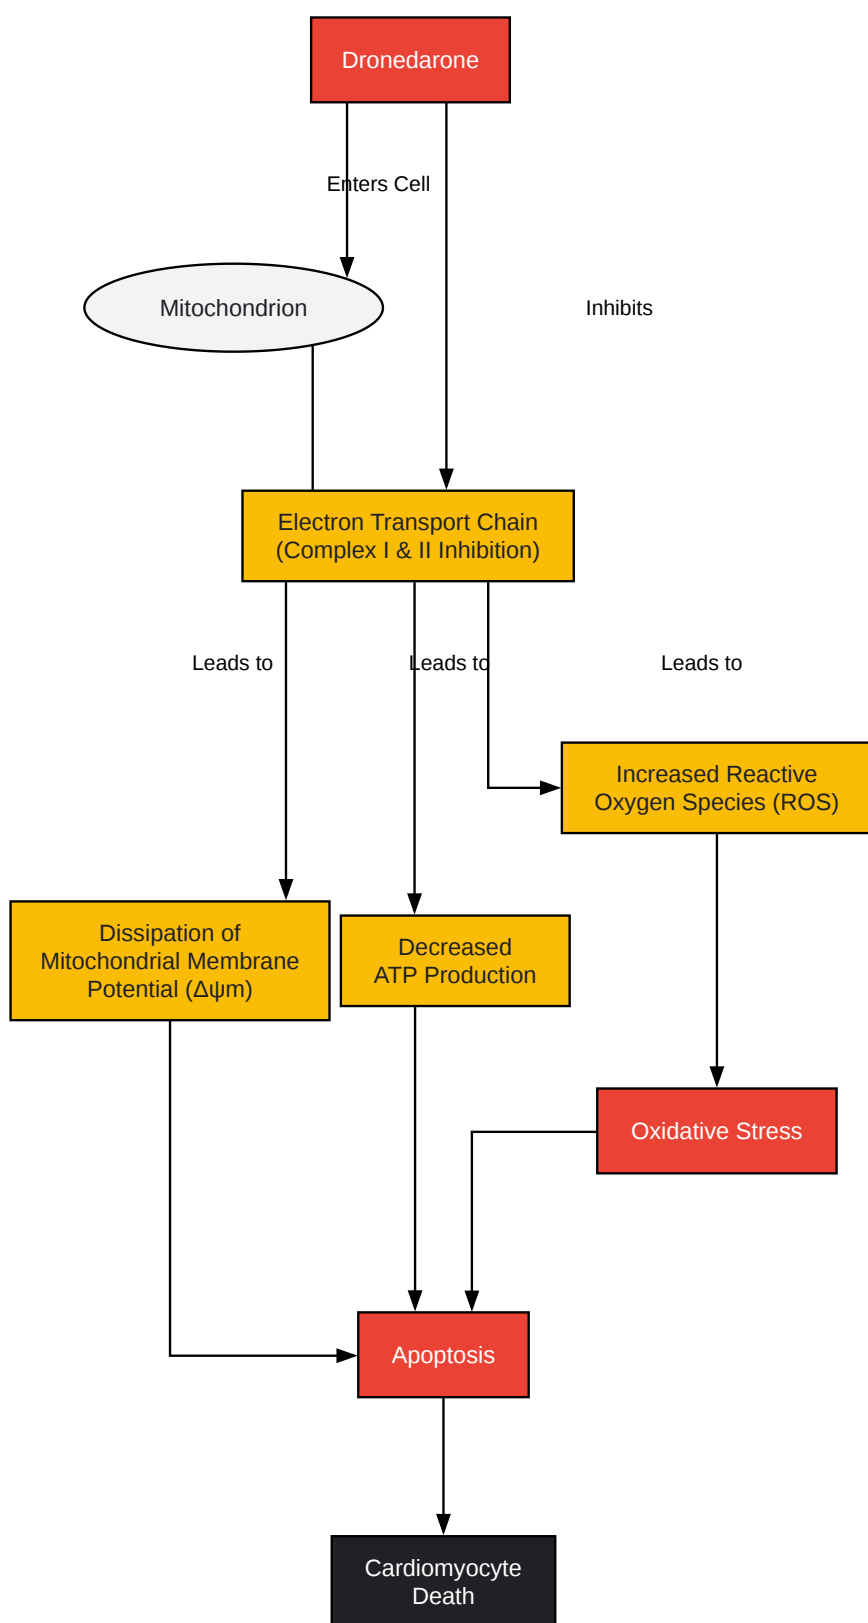 Dronedarone
Enters Cell
Mitochondrion
Inhibits
Electron Transport Chain
(Complex I & II Inhibition)
Leads to
Leads to
Leads to
Increased Reactive
Oxygen Species (ROS)
Dissipation of
Mitochondrial Membrane
Potential (Δψm)
Decreased
ATP Production
Oxidative Stress
Apoptosis
Cardiomyocyte
Death